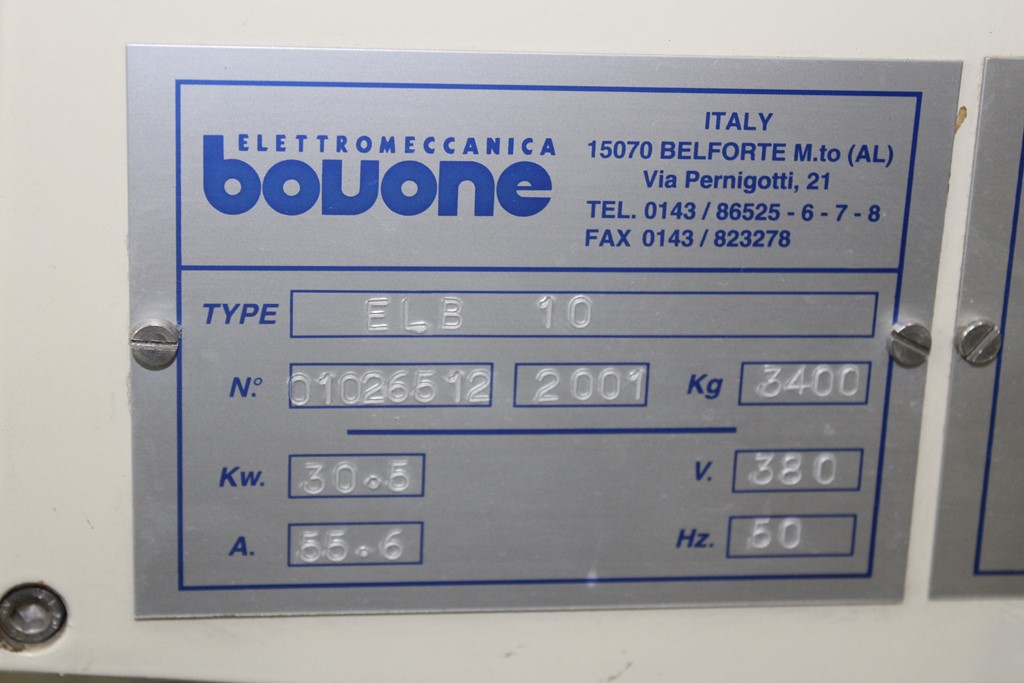 ELETTROMECCANICA
bovone
ITALY
15070 BELFORTE M.to (AL)
Via Pernigotti, 21
TEL. 0143 / 86525 - 6 - 7 - 8
FAX 0143 / 823278
TYPE ELB 10
N.° 01026512 2001 Kg 3400
Kw. 30.5 V. 380
A. 55.6 Hz. 50